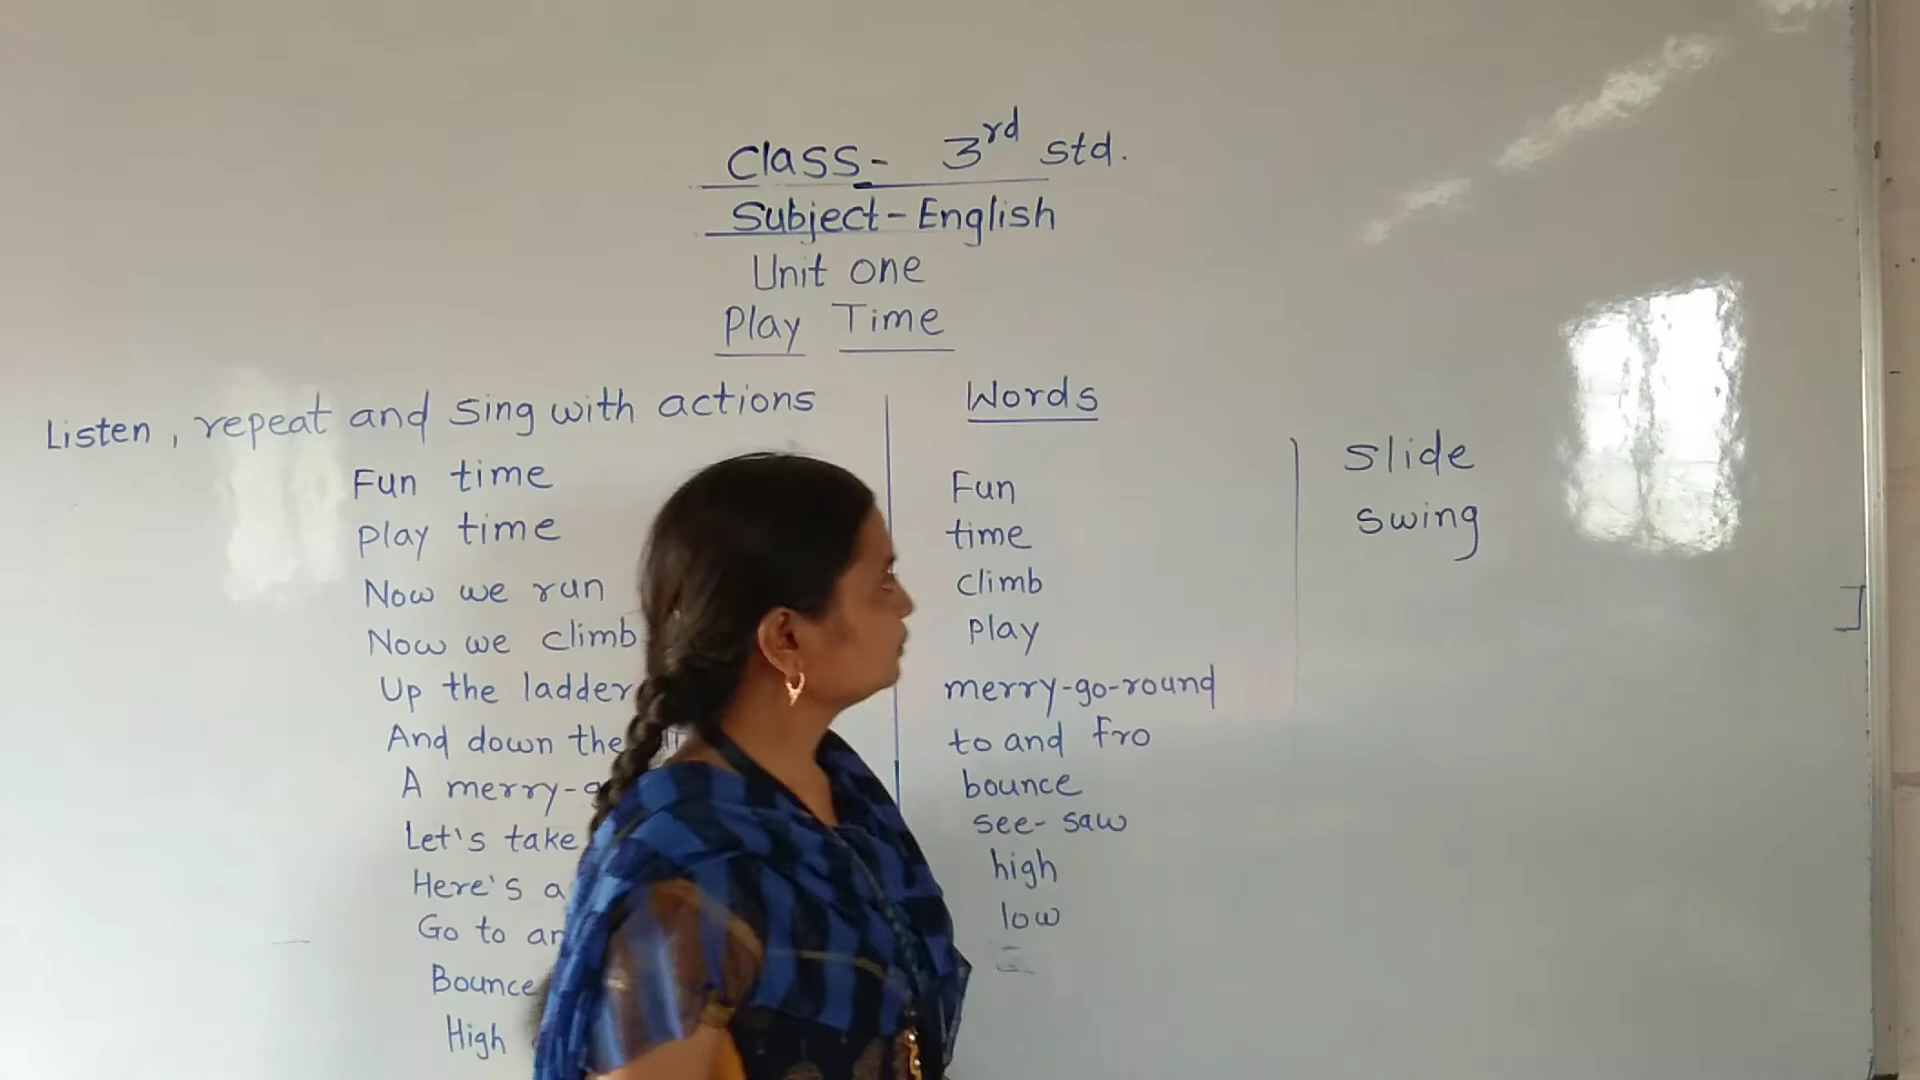 Class- 3rd std.
Subject-English
Unit one
Play Time
Listen, repeat and sing with actions
Fun time
Play time
Now we run
Now we climb
Up the ladder
And down the
A merry-
Let's take
Here's a
Go to
Bounce
High
Words
Fun
time
climb
play
merry-go-round
to and fro
bounce
see-saw
high
low
slide
swing